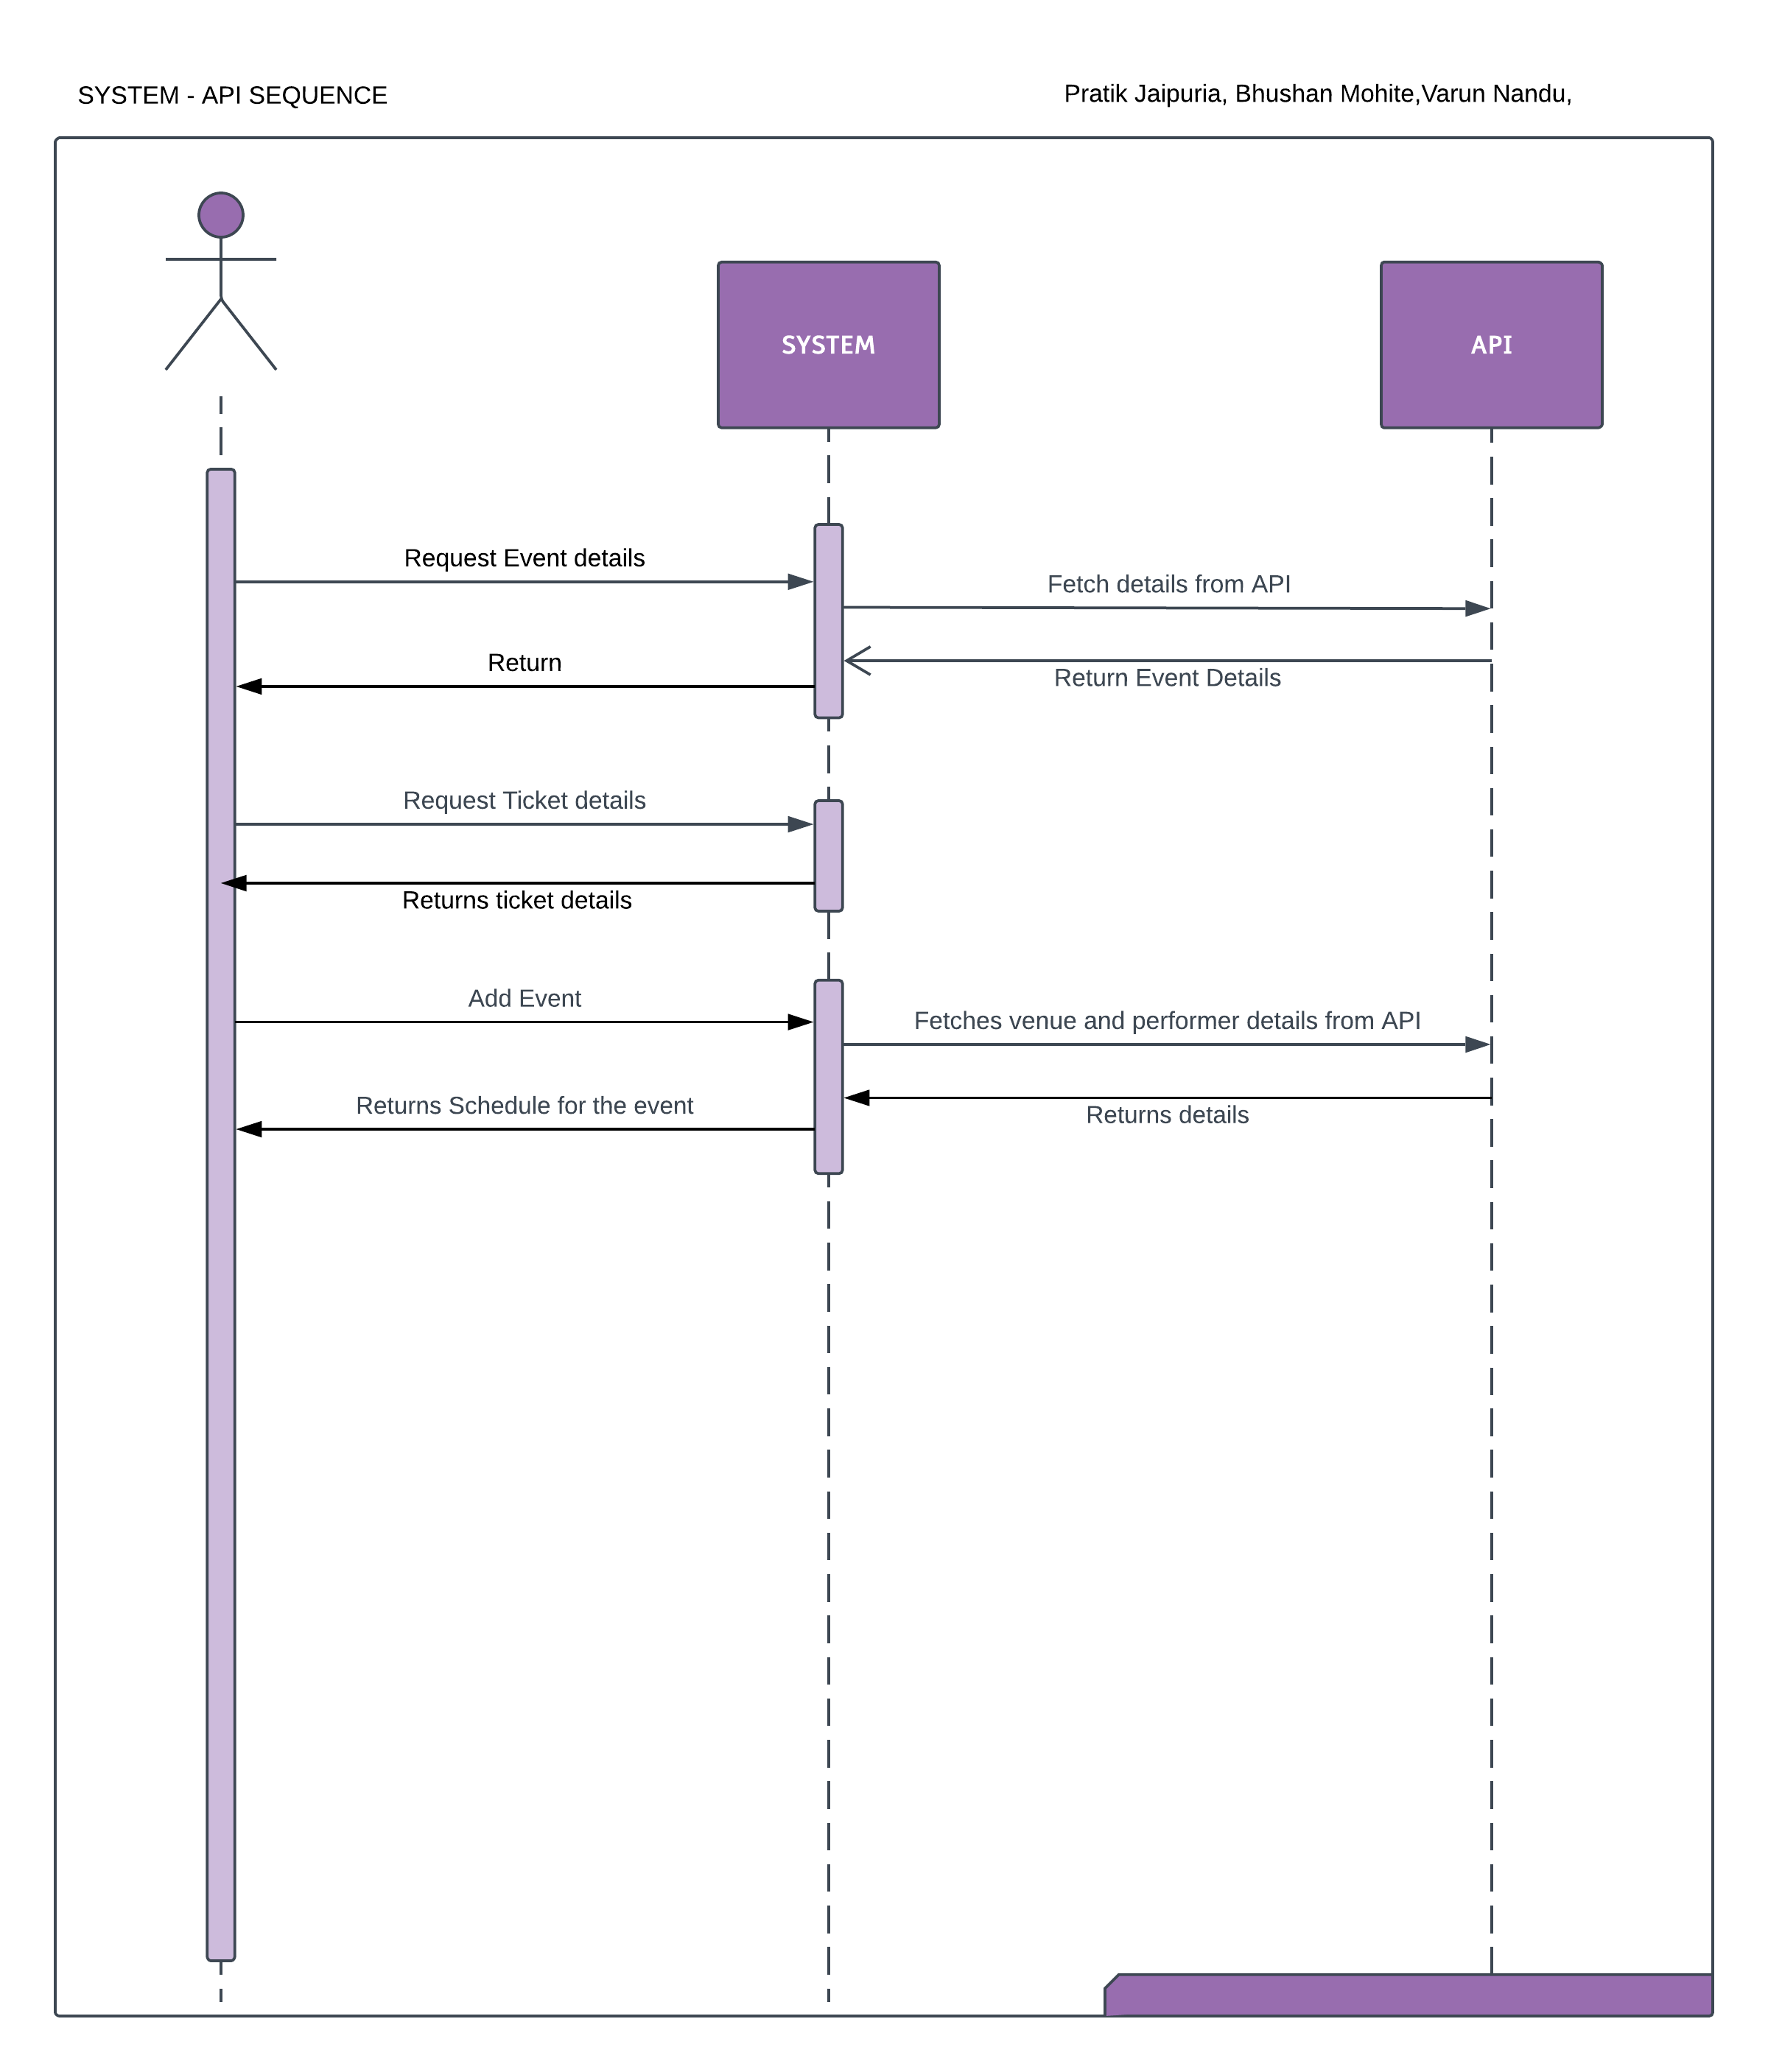 SYSTEM - API SEQUENCE
Pratik Jaipuria, Bhushan Mohite,Varun Nandu,
SYSTEM
API
Request Event details
Fetch details from API
Return
Return Event Details
Request Ticket details
Returns ticket details
Add Event
Fetches venue and performer details from API
Returns Schedule for the event
Returns details